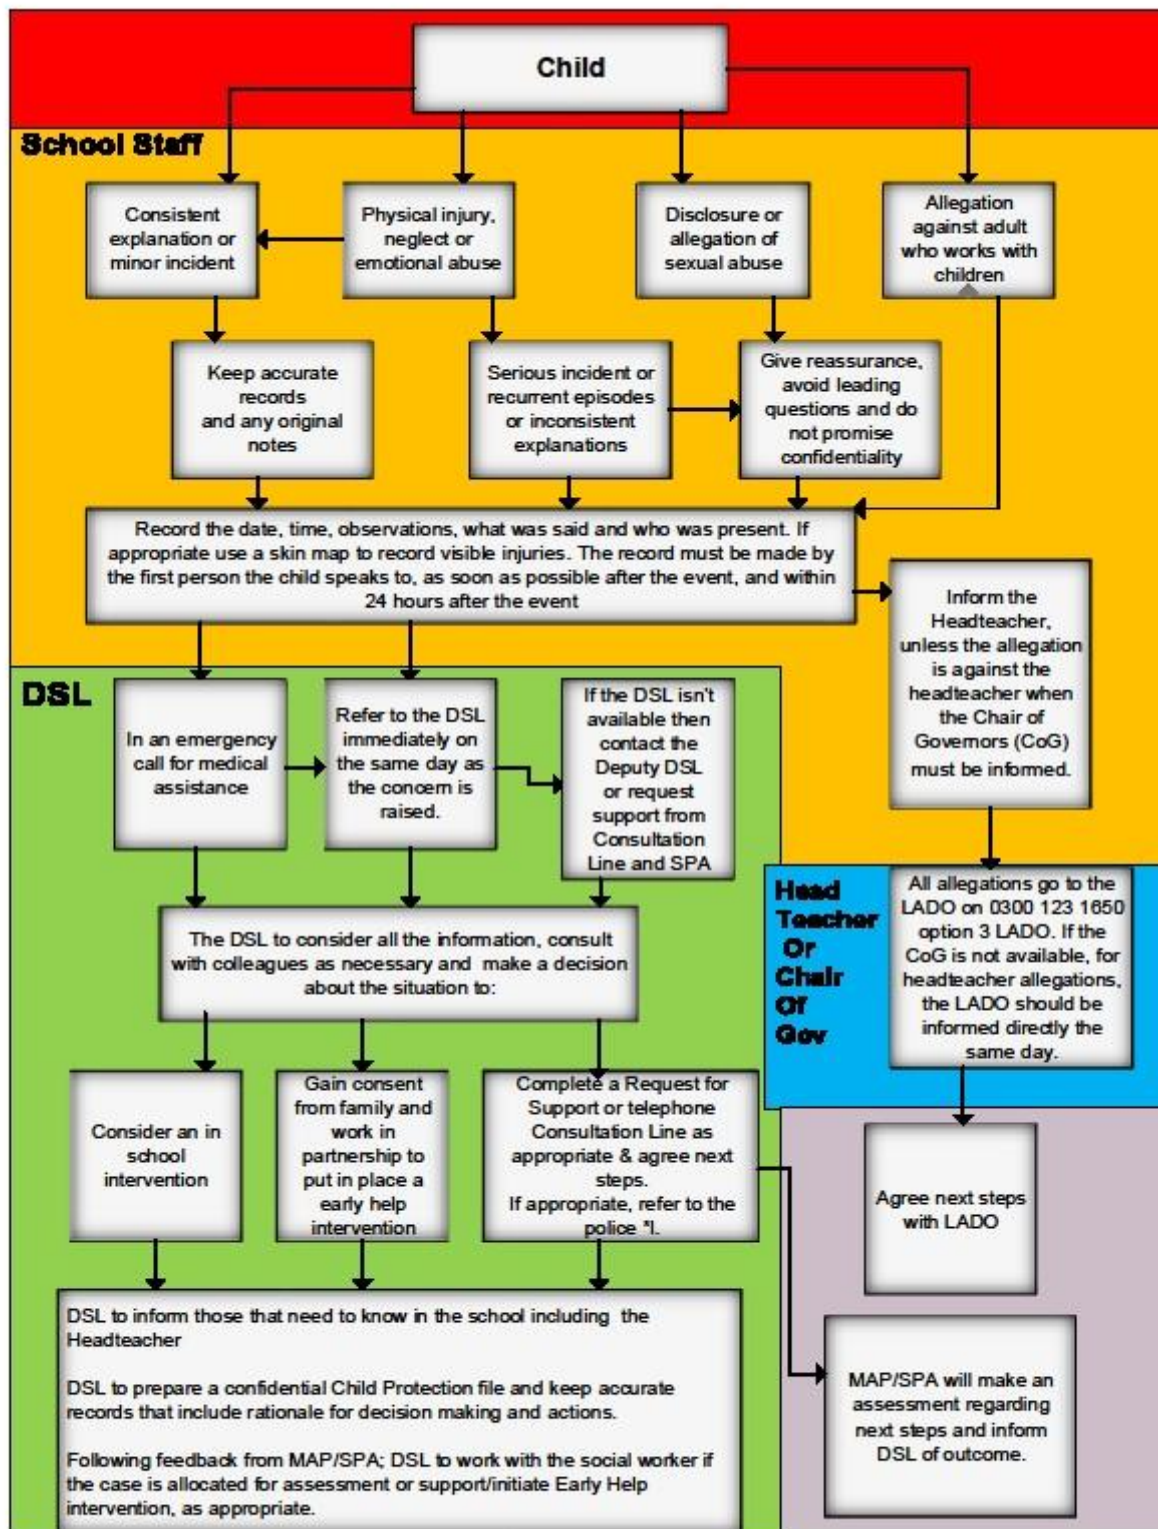 Child
School Staff
Consistent
explanation or
minor incident
Physical injury,
neglect or
emotional abuse
Disclosure or
allegation of
sexual abuse
Allegation
against adult
who works with
children
Keep accurate
records
and any original
notes
Serious incident or
recurrent episodes
or inconsistent
explanations
Give reassurance,
avoid leading
questions and do
not promise
confidentiality
Record the date, time, observations, what was said and who was present. If
appropriate use a skin map to record visible injuries. The record must be made by
the first person the child speaks to, as soon as possible after the event, and within
24 hours after the event
Inform the
Headteacher,
unless the allegation
is against the
headteacher when
the Chair of
Governors (CoG)
must be informed.
DSL
In an emergency
call for medical
assistance
Refer to the DSL
immediately on
the same day as
the concern is
raised.
If the DSL isn't
available then
contact the
Deputy DSL
or request
support from
Consultation
Line and SPA
Head
Teacher
Or
Chair
Of
Gov
All allegations go to the
LADO on 0300 123 1650
option 3 LADO. If the
CoG is not available, for
headteacher allegations,
the LADO should be
informed directly the
same day.
The DSL to consider all the information, consult
with colleagues as necessary and make a decision
about the situation to:
Consider an in
school
intervention
Gain consent
from family and
work in
partnership to
put in place a
early help
intervention
Complete a Request for
Support or telephone
Consultation Line as
appropriate & agree next
steps.
If appropriate, refer to the
police *I.
Agree next steps
with LADO
DSL to inform those that need to know in the school including the
Headteacher
DSL to prepare a confidential Child Protection file and keep accurate
records that include rationale for decision making and actions.
Following feedback from MAP/SPA; DSL to work with the social worker if
the case is allocated for assessment or support/initiate Early Help
intervention, as appropriate.
MAP/SPA will make an
assessment regarding
next steps and inform
DSL of outcome.